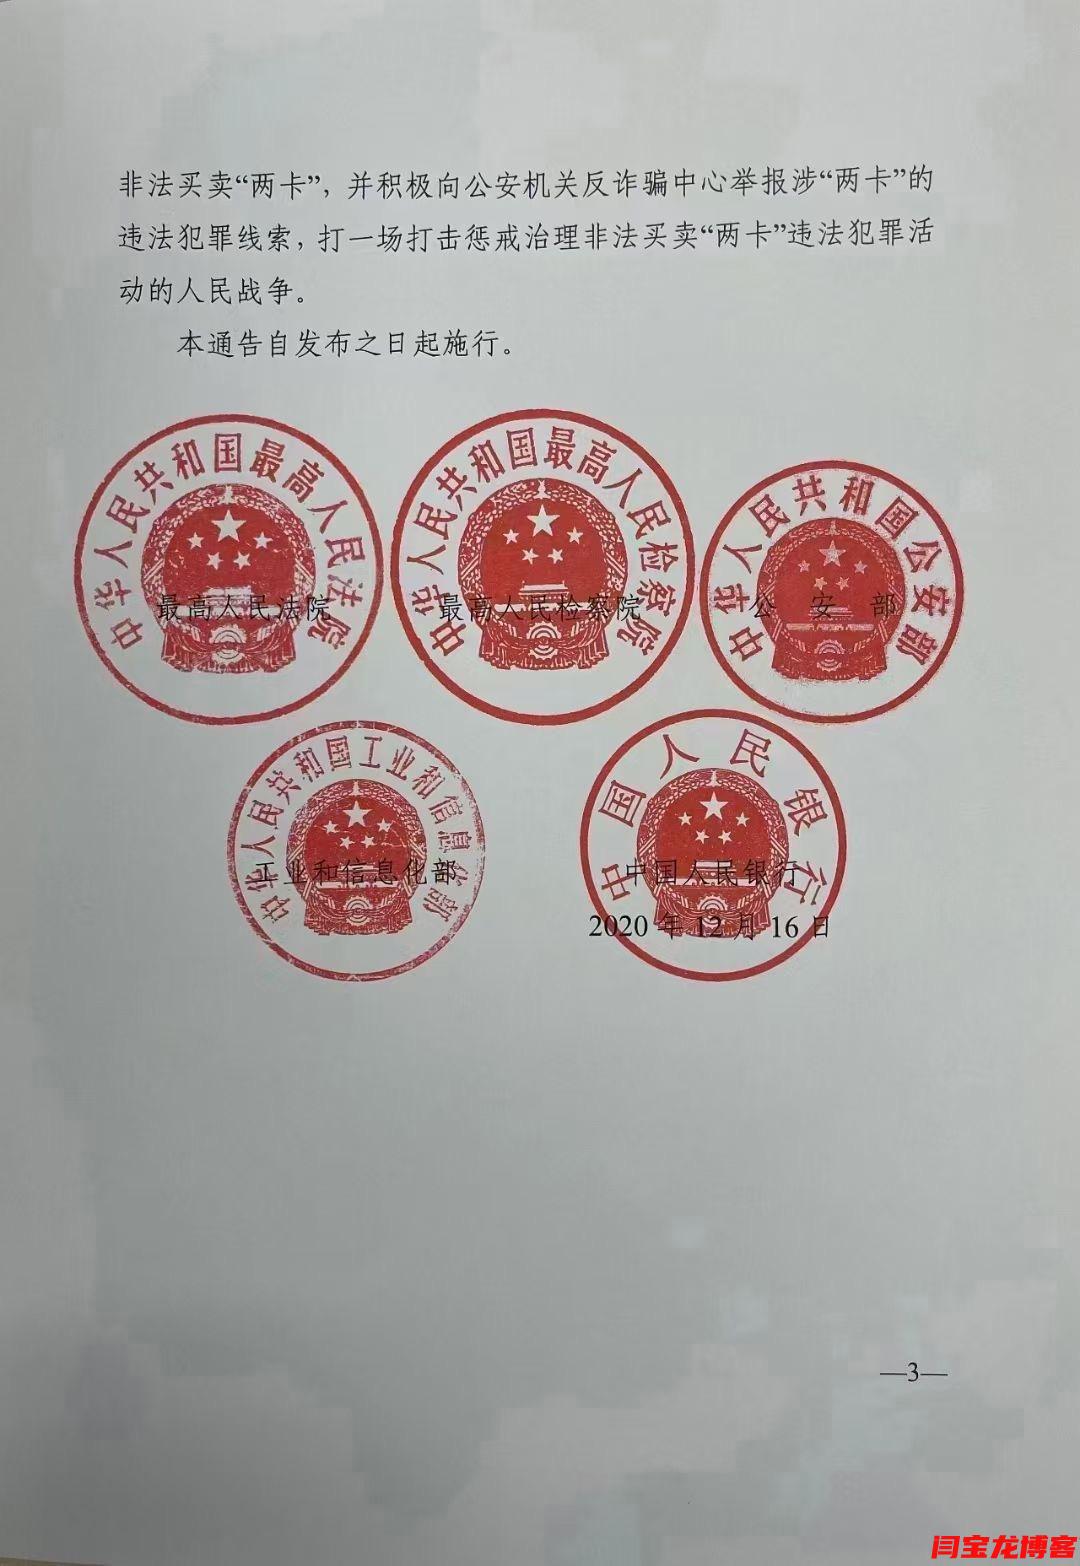 非法买卖“两卡”，并积极向公安机关反诈骗中心举报涉“两卡”的
违法犯罪线索，打一场打击惩戒治理非法买卖“两卡”违法犯罪活
动的人民战争。
本通告自发布之日起施行。
中华人民共和国最高人民法院
中华人民共和国最高人民检察院
中华人民共和国公安部
最高人民法院 最高人民检察院 公安部
中华人民共和国工业和信息化部
中国人民银行
工业和信息化部 中国人民银行
2020年12月16日
—3—
闫宝龙博客